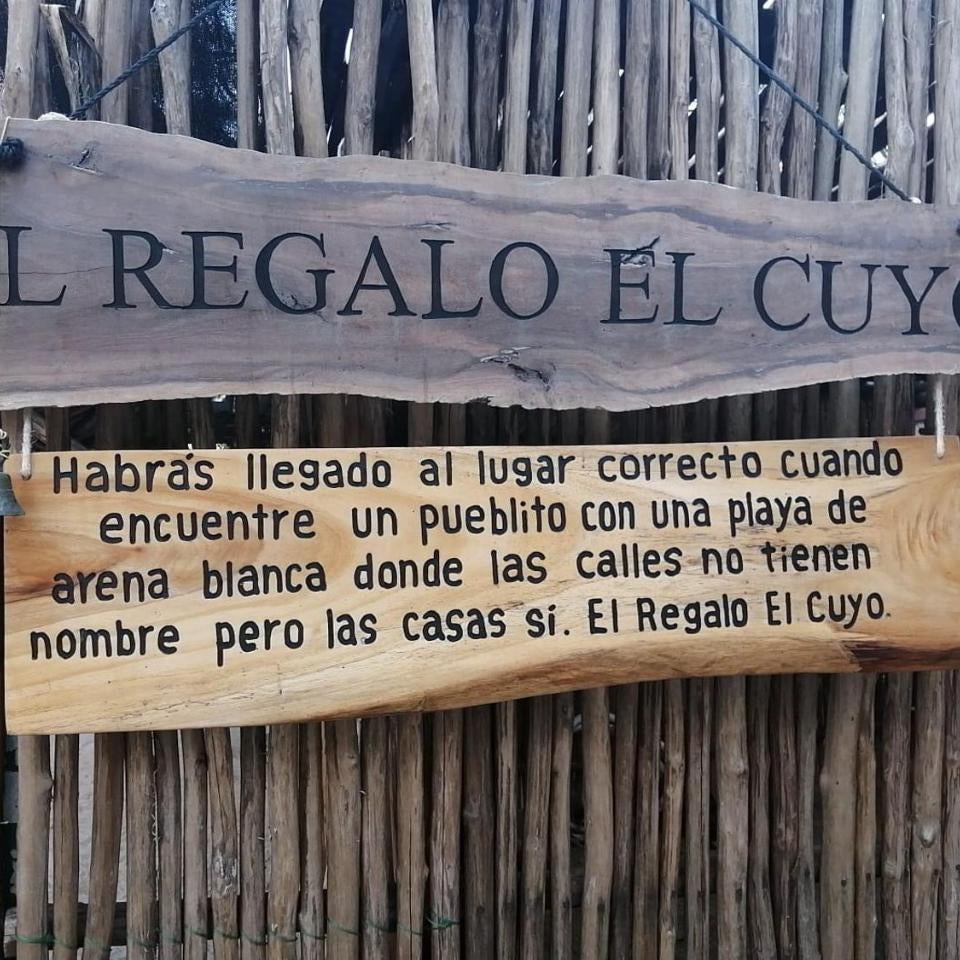 L REGALO EL CUYO
Habrás llegado al lugar correcto cuando
encuentre un pueblito con una playa de
arena blanca donde las calles no tienen
nombre pero las casas sí. El Regalo El Cuyo.